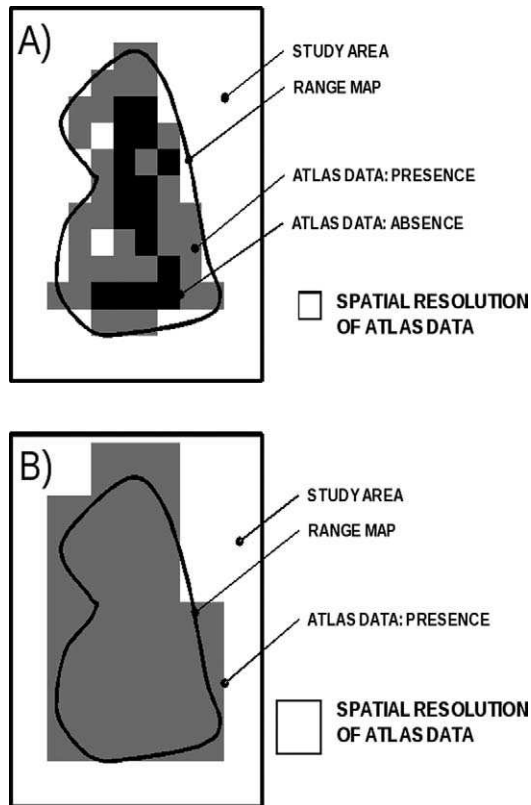 A)
STUDY AREA
RANGE MAP
ATLAS DATA: PRESENCE
ATLAS DATA: ABSENCE
SPATIAL RESOLUTION
OF ATLAS DATA
B)
STUDY AREA
RANGE MAP
ATLAS DATA: PRESENCE
SPATIAL RESOLUTION
OF ATLAS DATA